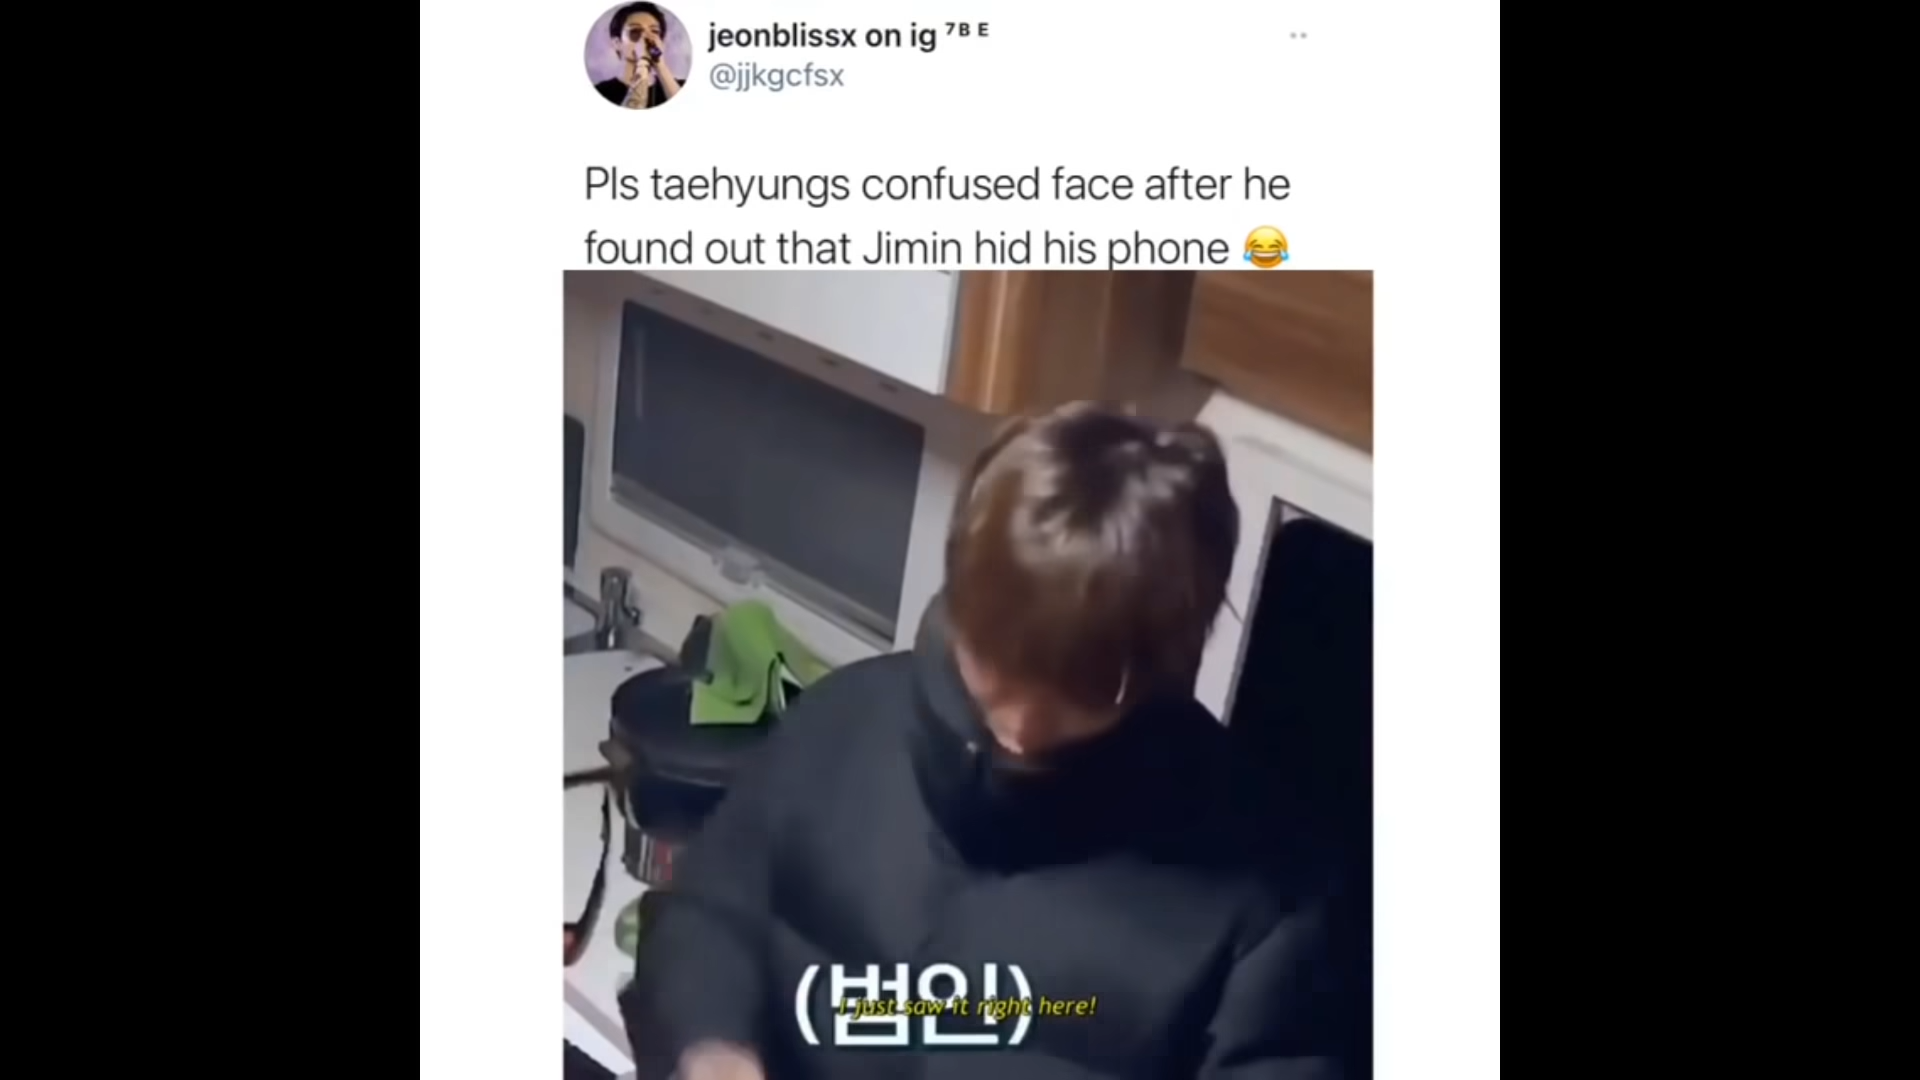 jeonblissx on ig ⁷ᴮ ᴱ
@jjkgcfsx
Pls taehyungs confused face after he
found out that Jimin hid his phone 😂
(범인)
I just saw it right here!